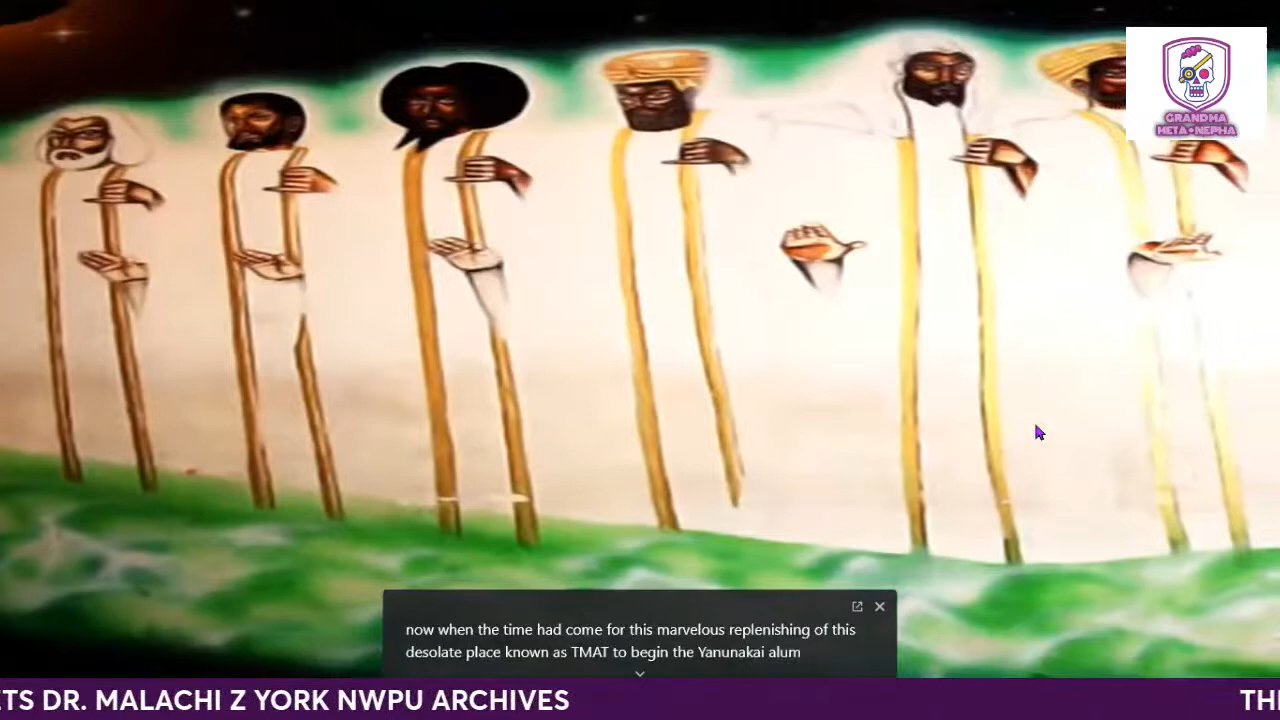 GRANDHA
META•NEPHA
now when the time had come for this marvelous replenishing of this
desolate place known as TMAT to begin the Yanunakai alum
ETS DR. MALACHI Z YORK NWPU ARCHIVES
TH